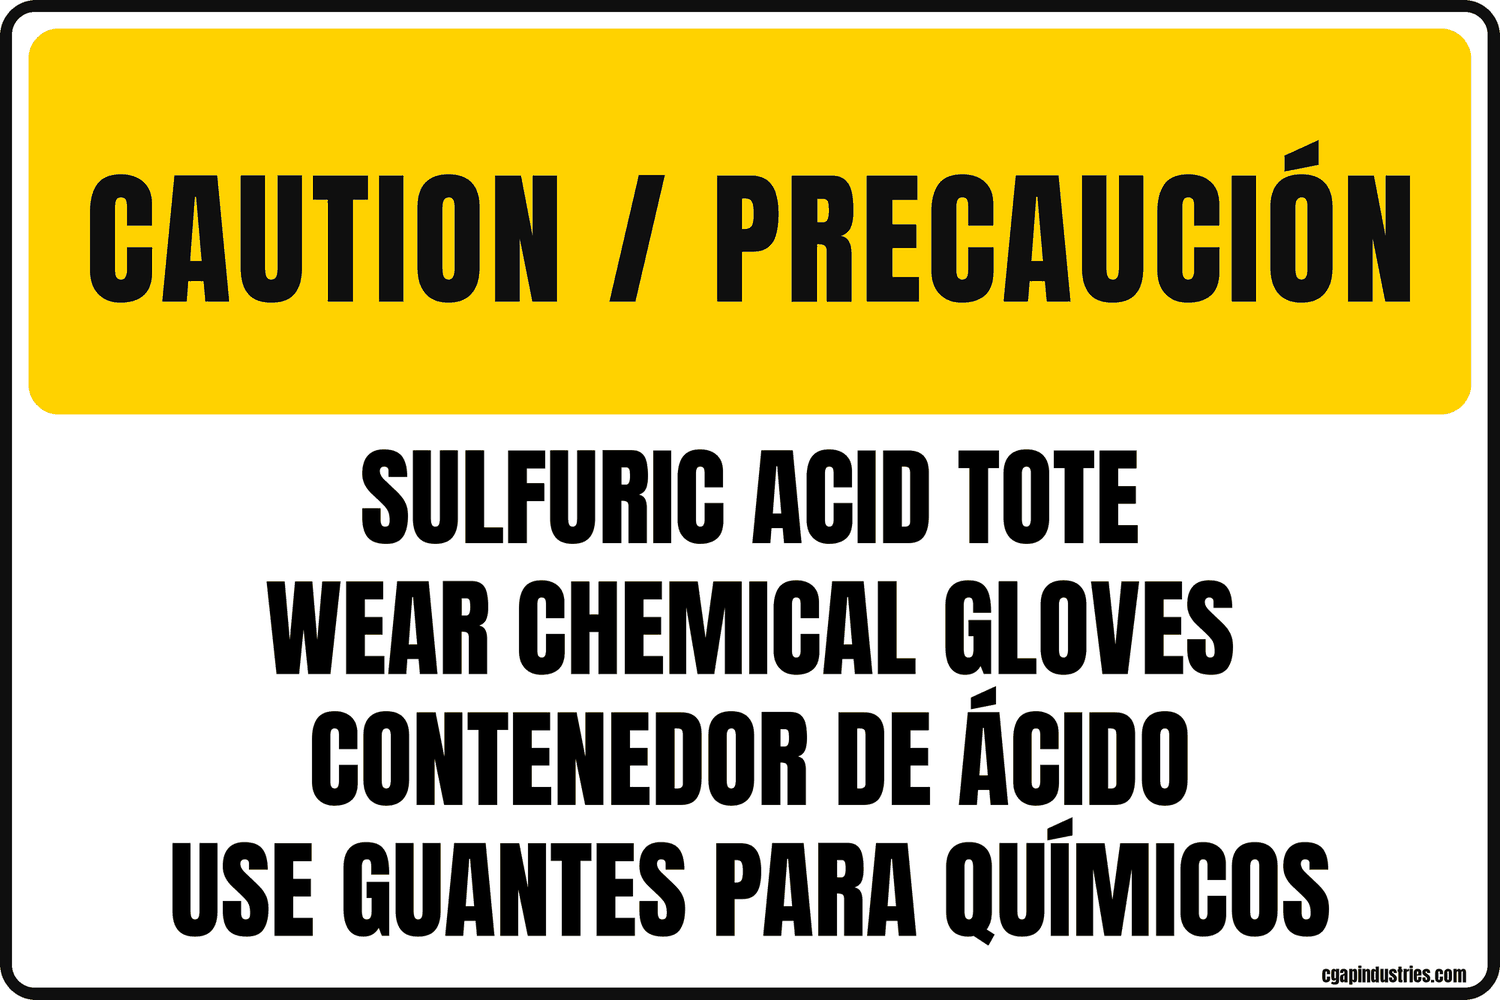 CAUTION / PRECAUCIÓN
SULFURIC ACID TOTE
WEAR CHEMICAL GLOVES
CONTENEDOR DE ÁCIDO
USE GUANTES PARA QUÍMICOS
cgapindustries.com